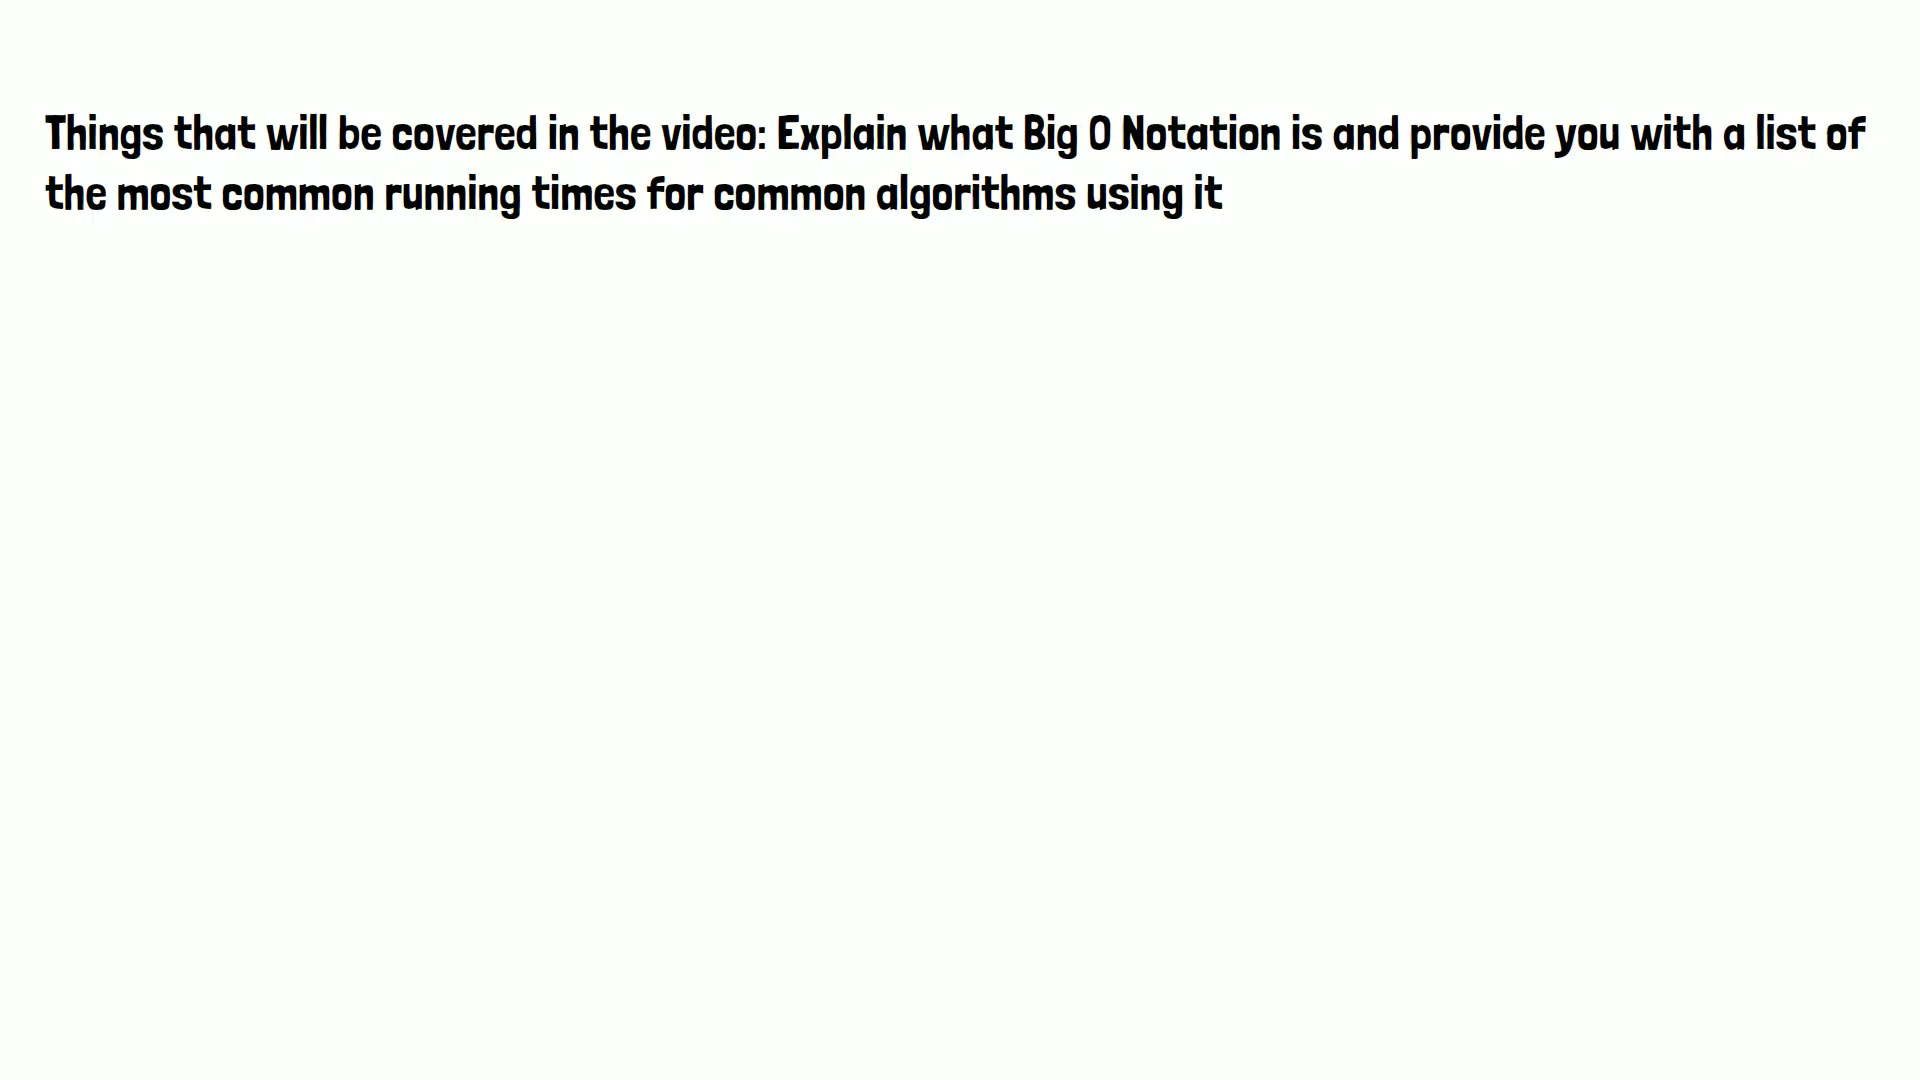 Things that will be covered in the video: Explain what Big O Notation is and provide you with a list of
the most common running times for common algorithms using it